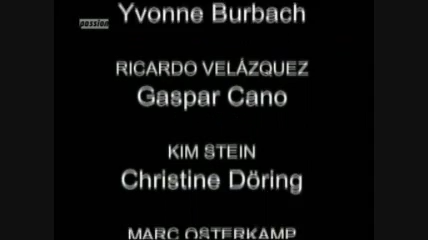 passion
Yvonne Burbach
RICARDO VELÁZQUEZ
Gaspar Cano
KIM STEIN
Christine Döring
MARC OSTERKAMP